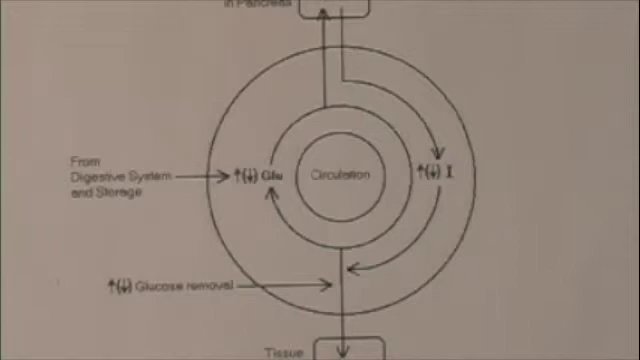 in Pancreas
From
Digestive System
and Storage
↑(↓) Glu
Circulation
↑(↓) I
↑(↓) Glucose removal
Tissue